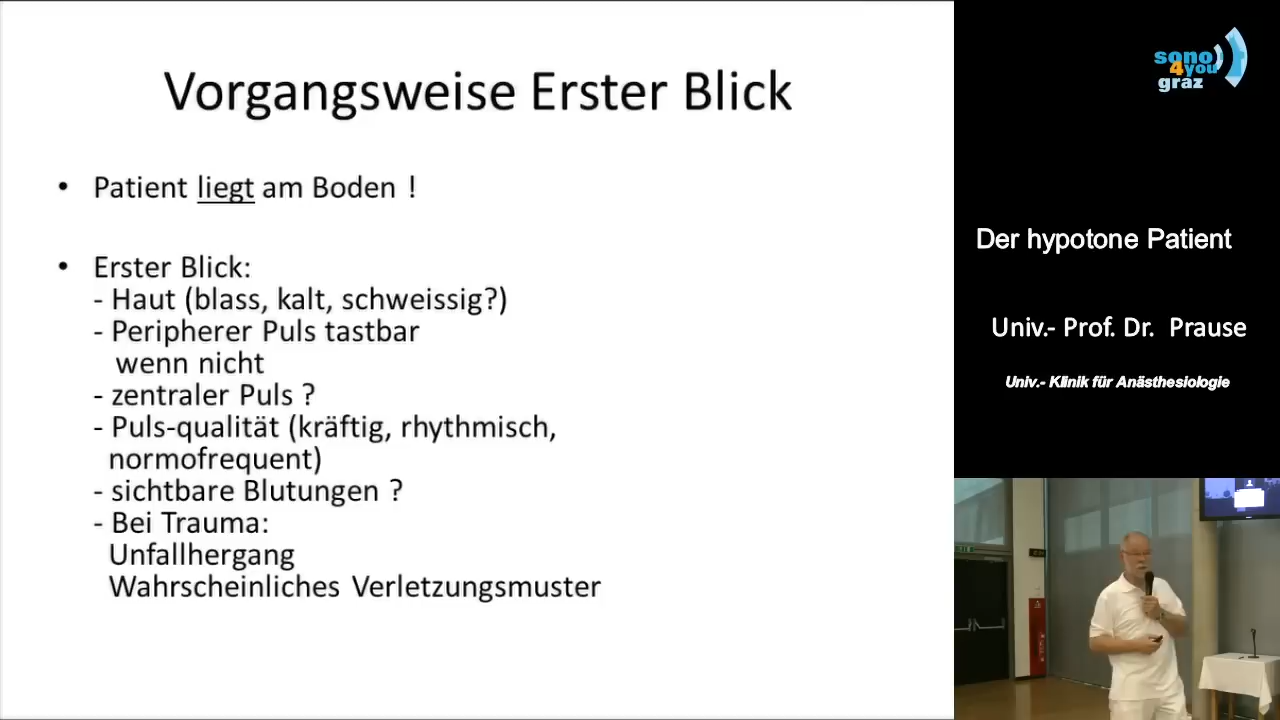 Vorgangsweise Erster Blick
• Patient liegt am Boden !
• Erster Blick:
- Haut (blass, kalt, schweissig?)
- Peripherer Puls tastbar
wenn nicht
- zentraler Puls ?
- Puls-qualität (kräftig, rhythmisch,
normofrequent)
- sichtbare Blutungen ?
- Bei Trauma:
Unfallhergang
Wahrscheinliches Verletzungsmuster
sono
4you
graz
Der hypotone Patient
Univ.- Prof. Dr. Prause
Univ.- Klinik für Anästhesiologie